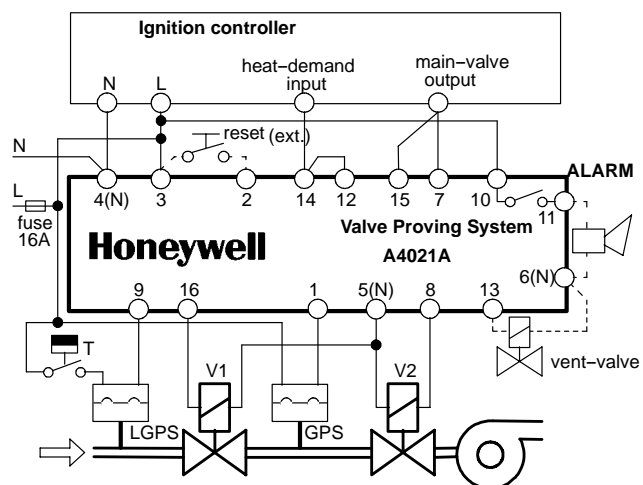 Ignition controller
N
L
heat-demand
input
main-valve
output
reset (ext.)
N
ALARM
4(N)
3
2
14
12
15
7
10
11
L
fuse
16A
Honeywell
Valve Proving System
A4021A
6(N)
9
16
1
5(N)
8
13
T
V1
V2
vent-valve
LGPS
GPS